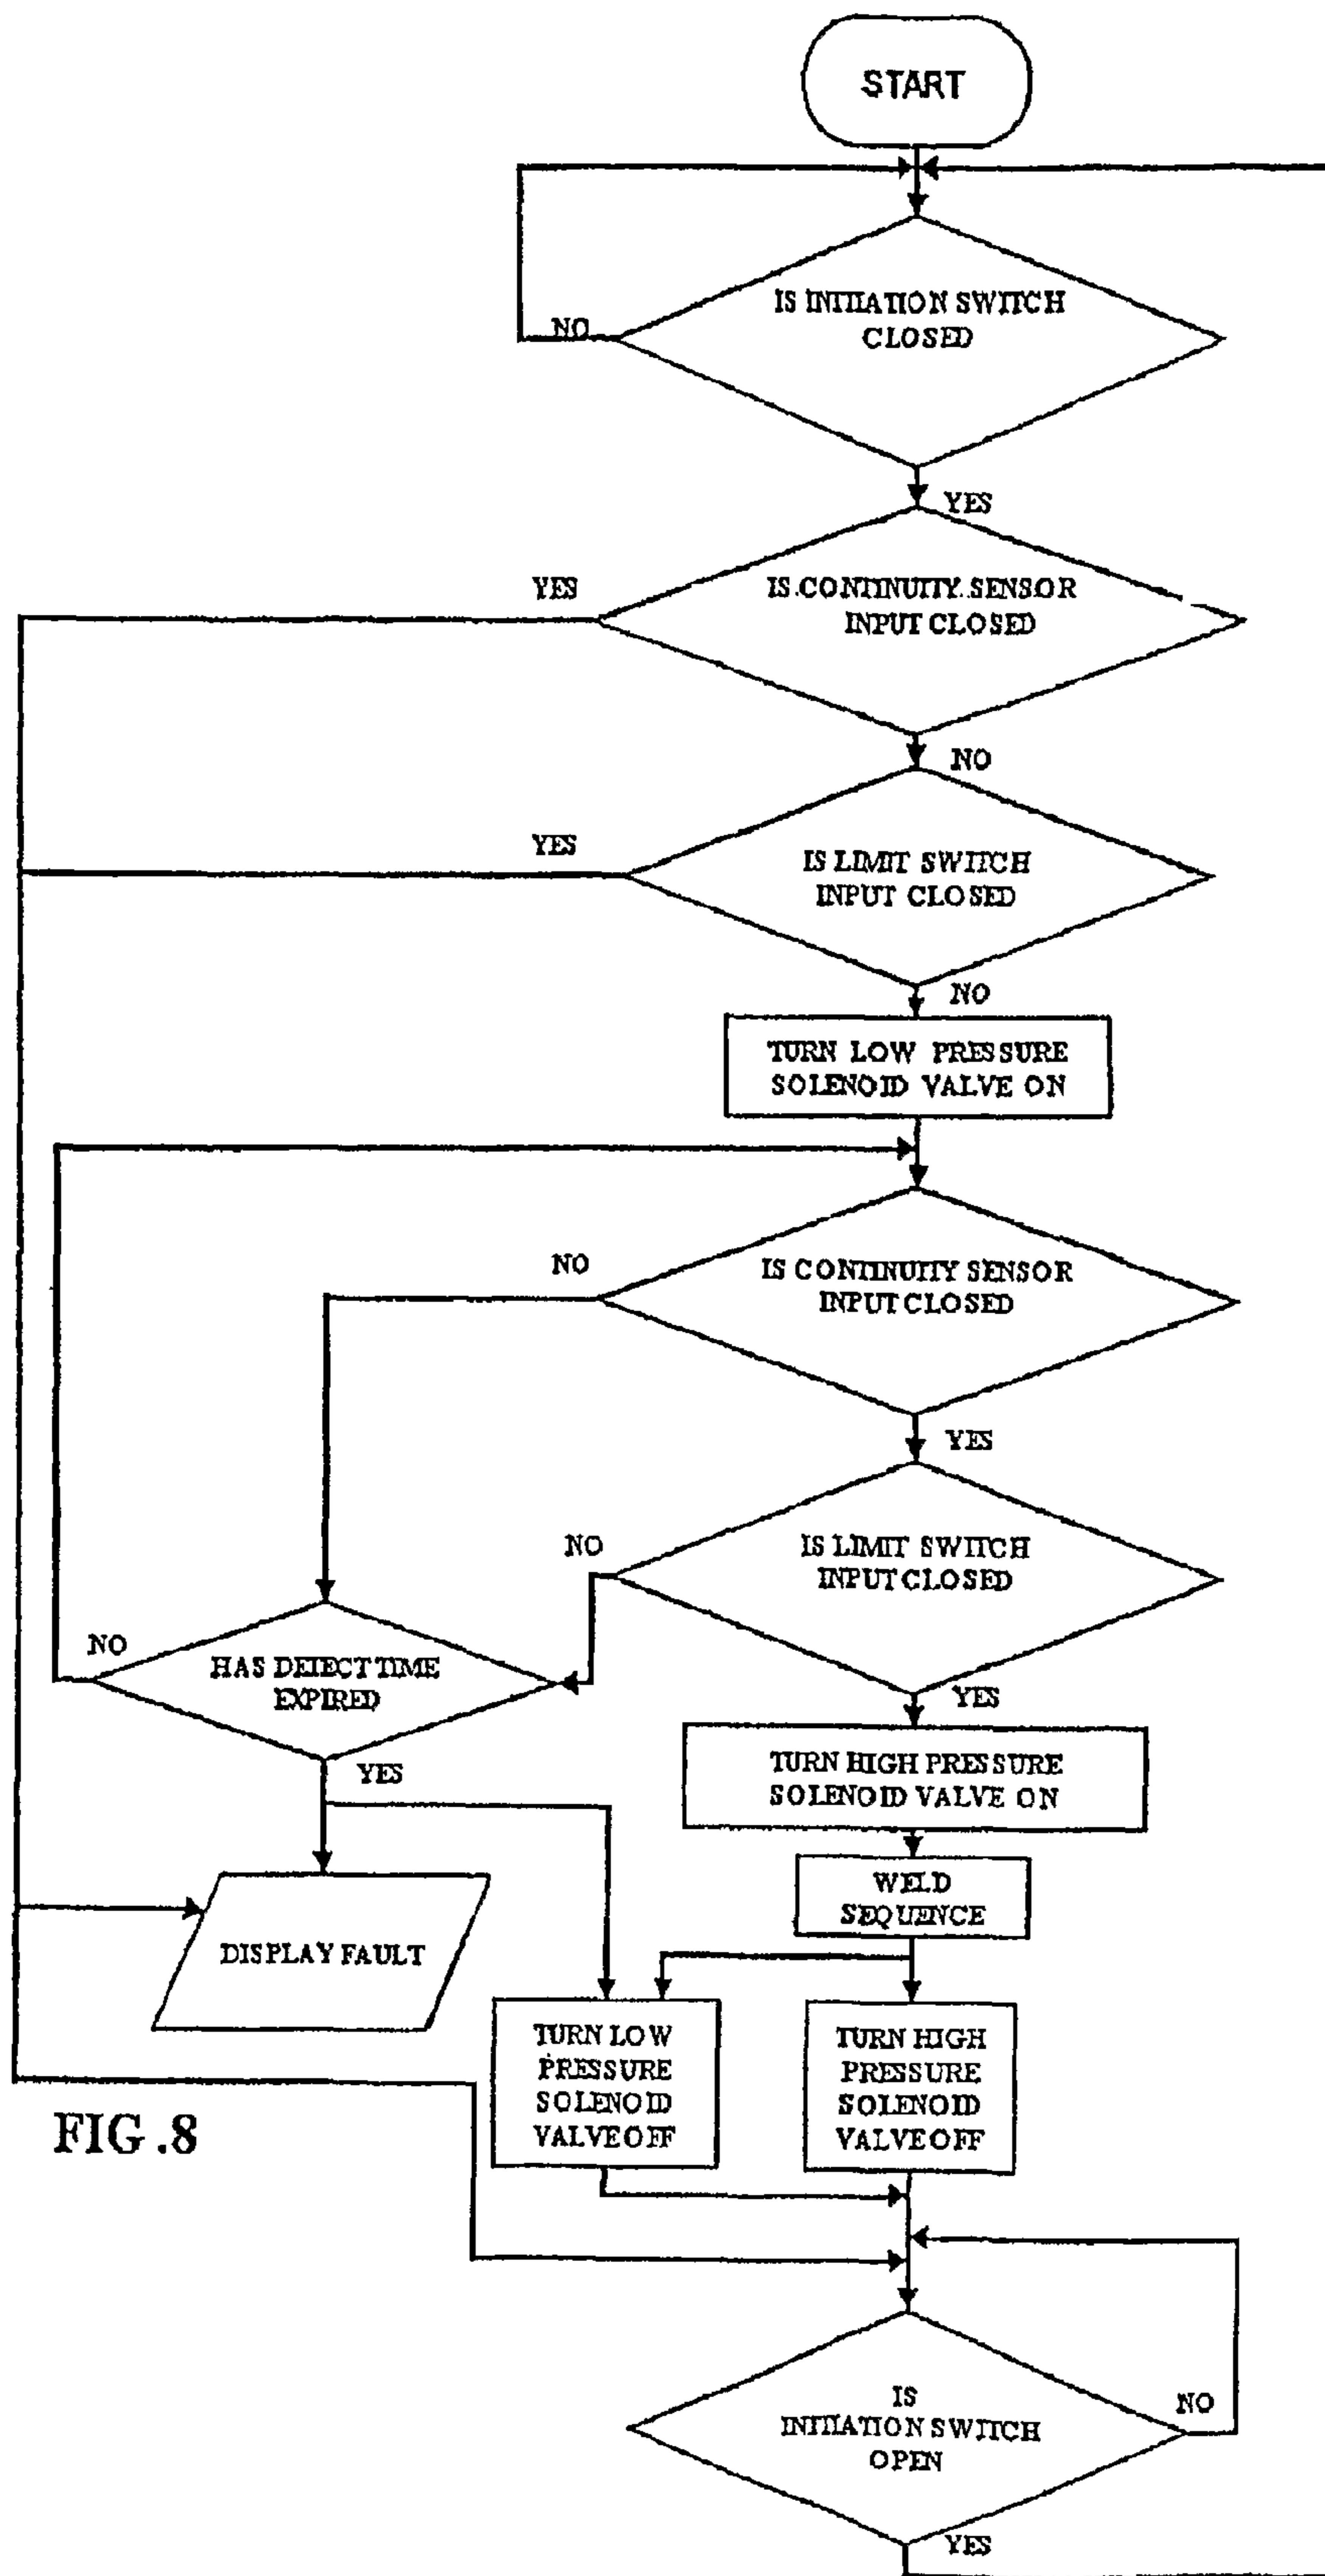 START
IS INITIATION SWITCH
CLOSED
NO
YES
IS CONTINUITY SENSOR
INPUT CLOSED
YES
NO
IS LIMIT SWITCH
INPUT CLOSED
YES
NO
TURN LOW PRESSURE
SOLENOID VALVE ON
IS CONTINUITY SENSOR
INPUT CLOSED
NO
YES
IS LIMIT SWITCH
INPUT CLOSED
NO
HAS DETECT TIME
EXPIRED
NO
YES
YES
TURN HIGH PRESSURE
SOLENOID VALVE ON
WELD
SEQUENCE
DISPLAY FAULT
TURN LOW
PRESSURE
SOLENOID
VALVE OFF
TURN HIGH
PRESSURE
SOLENOID
VALVE OFF
FIG.8
IS
INITIATION SWITCH
OPEN
NO
YES